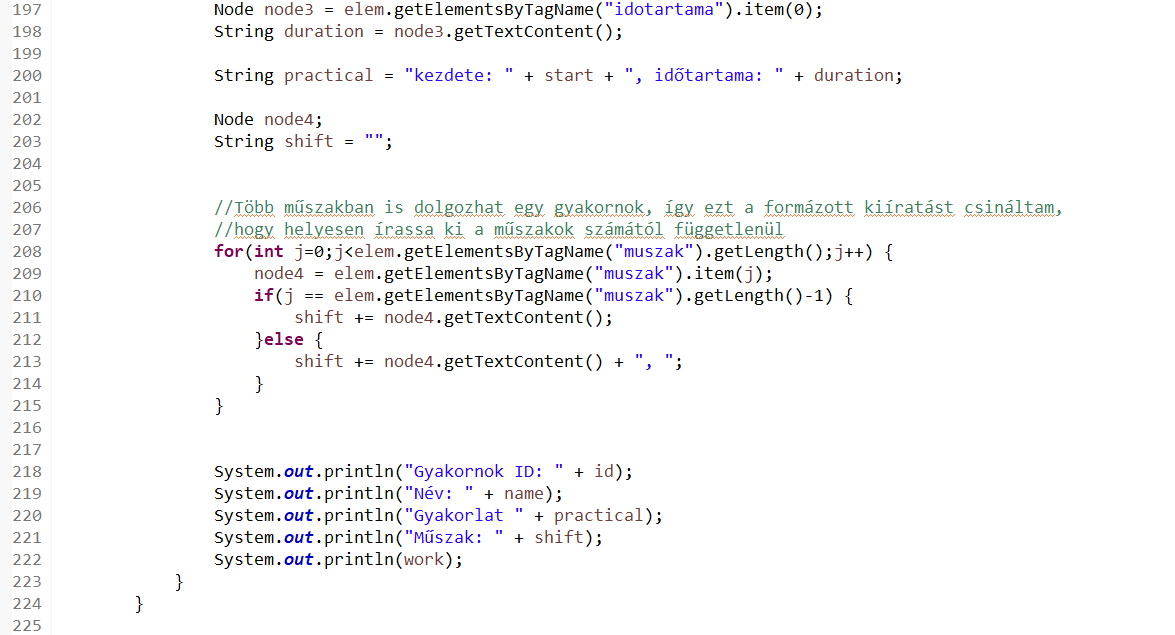 197 Node node3 = elem.getElementsByTagName("idotartama").item(0);
198 String duration = node3.getTextContent();
199
200 String practical = "kezdete: " + start + ", időtartama: " + duration;
201
202 Node node4;
203 String shift = "";
204
205
206 //Több műszakban is dolgozhat egy gyakornok, így ezt a formázott kiíratást csináltam,
207 //hogy helyesen írassa ki a műszakok számától függetlenül
208 for(int j=0;j<elem.getElementsByTagName("muszak").getLength();j++) {
209 node4 = elem.getElementsByTagName("muszak").item(j);
210 if(j == elem.getElementsByTagName("muszak").getLength()-1) {
211 shift += node4.getTextContent();
212 }else {
213 shift += node4.getTextContent() + ", ";
214 }
215 }
216
217
218 System.out.println("Gyakornok ID: " + id);
219 System.out.println("Név: " + name);
220 System.out.println("Gyakorlat " + practical);
221 System.out.println("Műszak: " + shift);
222 System.out.println(work);
223 }
224 }
225